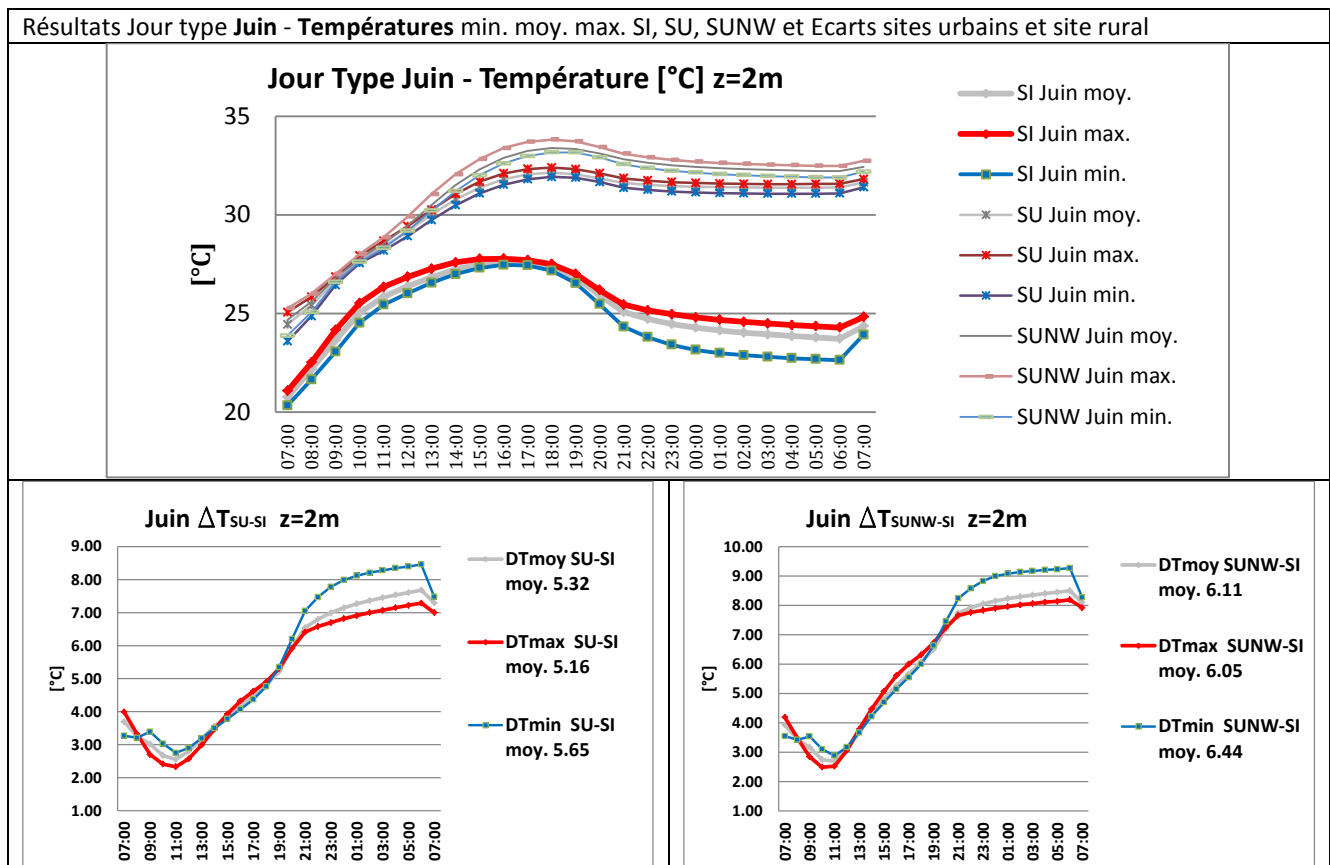 Résultats Jour type Juin - Températures min. moy. max. SI, SU, SUNW et Ecarts sites urbains et site rural
Jour Type Juin - Température [°C] z=2m
[°C]
35
30
25
20
07:00 08:00 09:00 10:00 11:00 12:00 13:00 14:00 15:00 16:00 17:00 18:00 19:00 20:00 21:00 22:00 23:00 00:00 01:00 02:00 03:00 04:00 05:00 06:00 07:00
SI Juin moy.
SI Juin max.
SI Juin min.
SU Juin moy.
SU Juin max.
SU Juin min.
SUNW Juin moy.
SUNW Juin max.
SUNW Juin min.
Juin ΔTSU-SI z=2m
[°C]
9.00
8.00
7.00
6.00
5.00
4.00
3.00
2.00
1.00
07:00 09:00 11:00 13:00 15:00 17:00 19:00 21:00 23:00 01:00 03:00 05:00 07:00
DTmoy SU-SI
moy. 5.32
DTmax SU-SI
moy. 5.16
DTmin SU-SI
moy. 5.65
Juin ΔTSUNW-SI z=2m
[°C]
10.00
9.00
8.00
7.00
6.00
5.00
4.00
3.00
2.00
1.00
07:00 09:00 11:00 13:00 15:00 17:00 19:00 21:00 23:00 01:00 03:00 05:00 07:00
DTmoy SUNW-SI
moy. 6.11
DTmax SUNW-SI
moy. 6.05
DTmin SUNW-SI
moy. 6.44